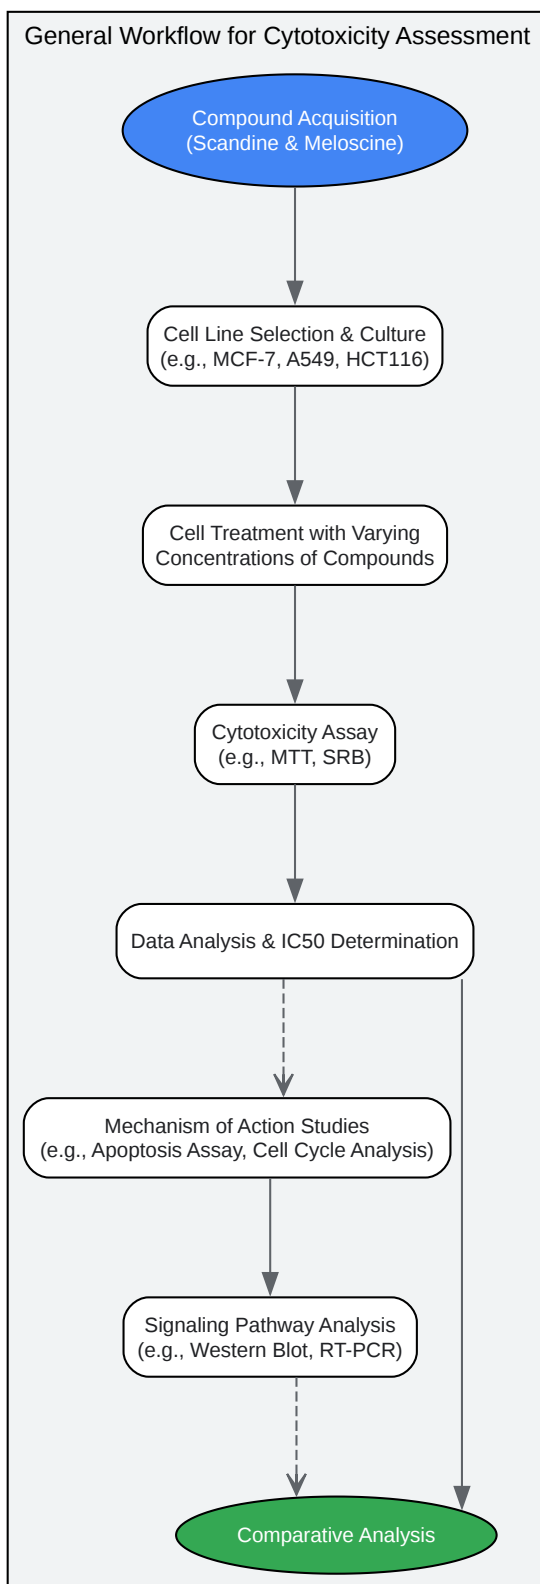 General Workflow for Cytotoxicity Assessment
Compound Acquisition
(Scandine & Meloscine)
Cell Line Selection & Culture
(e.g., MCF-7, A549, HCT116)
Cell Treatment with Varying
Concentrations of Compounds
Cytotoxicity Assay
(e.g., MTT, SRB)
Data Analysis & IC50 Determination
Mechanism of Action Studies
(e.g., Apoptosis Assay, Cell Cycle Analysis)
Signaling Pathway Analysis
(e.g., Western Blot, RT-PCR)
Comparative Analysis